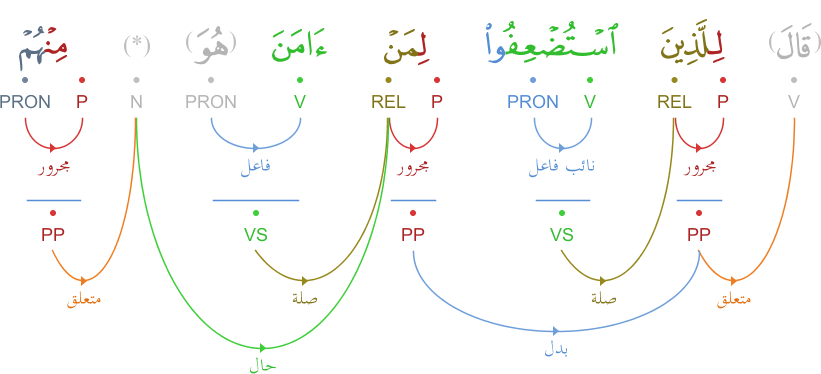 (قَالَ) لِلَّذِينَ ٱسْتُضْعِفُوا۟ لِمَنْ ءَامَنَ (هُوَ) (*) مِنْهُمْ
V P REL V PRON P REL V PRON N P PRON
مجرور نائب فاعل مجرور فاعل مجرور
PP VS PP VS PP
متعلق صلة صلة متعلق
بدل
حال